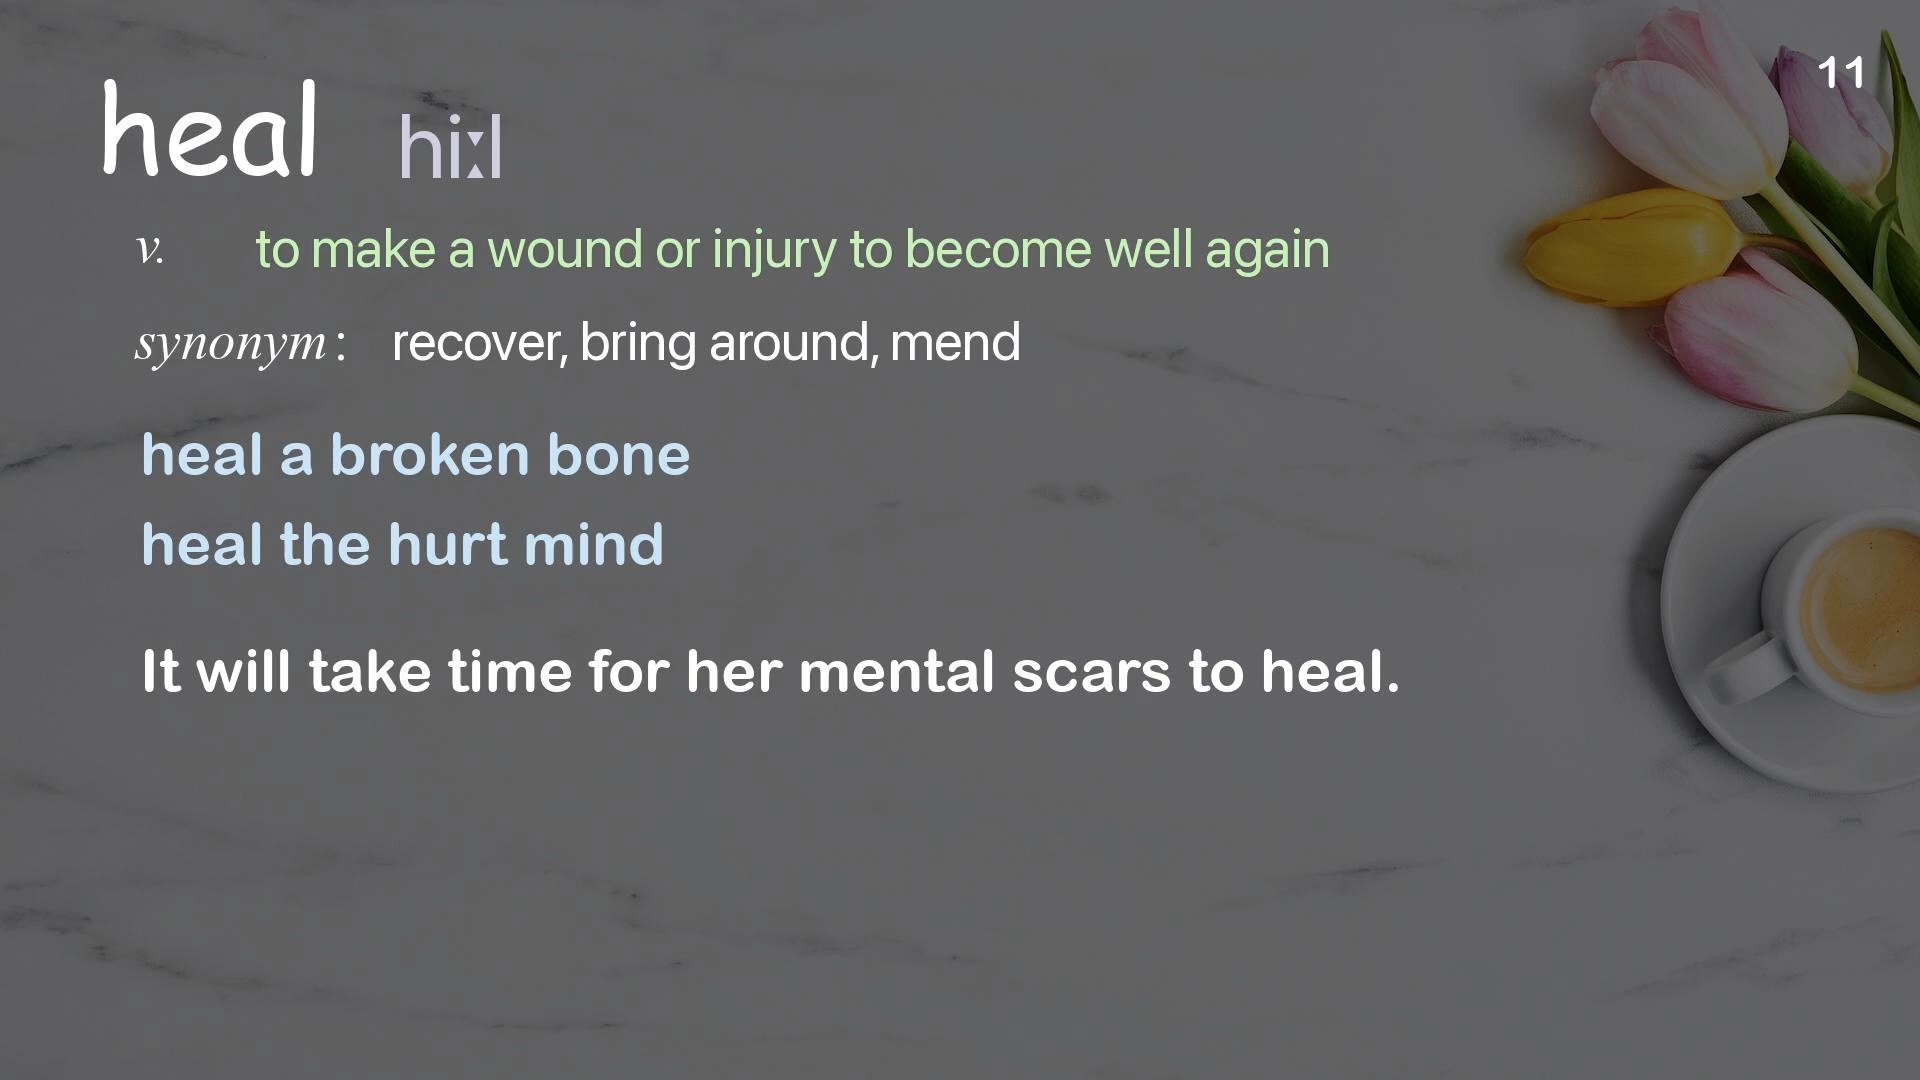 11
heal hiːl
v. to make a wound or injury to become well again
synonym : recover, bring around, mend
heal a broken bone
heal the hurt mind
It will take time for her mental scars to heal.